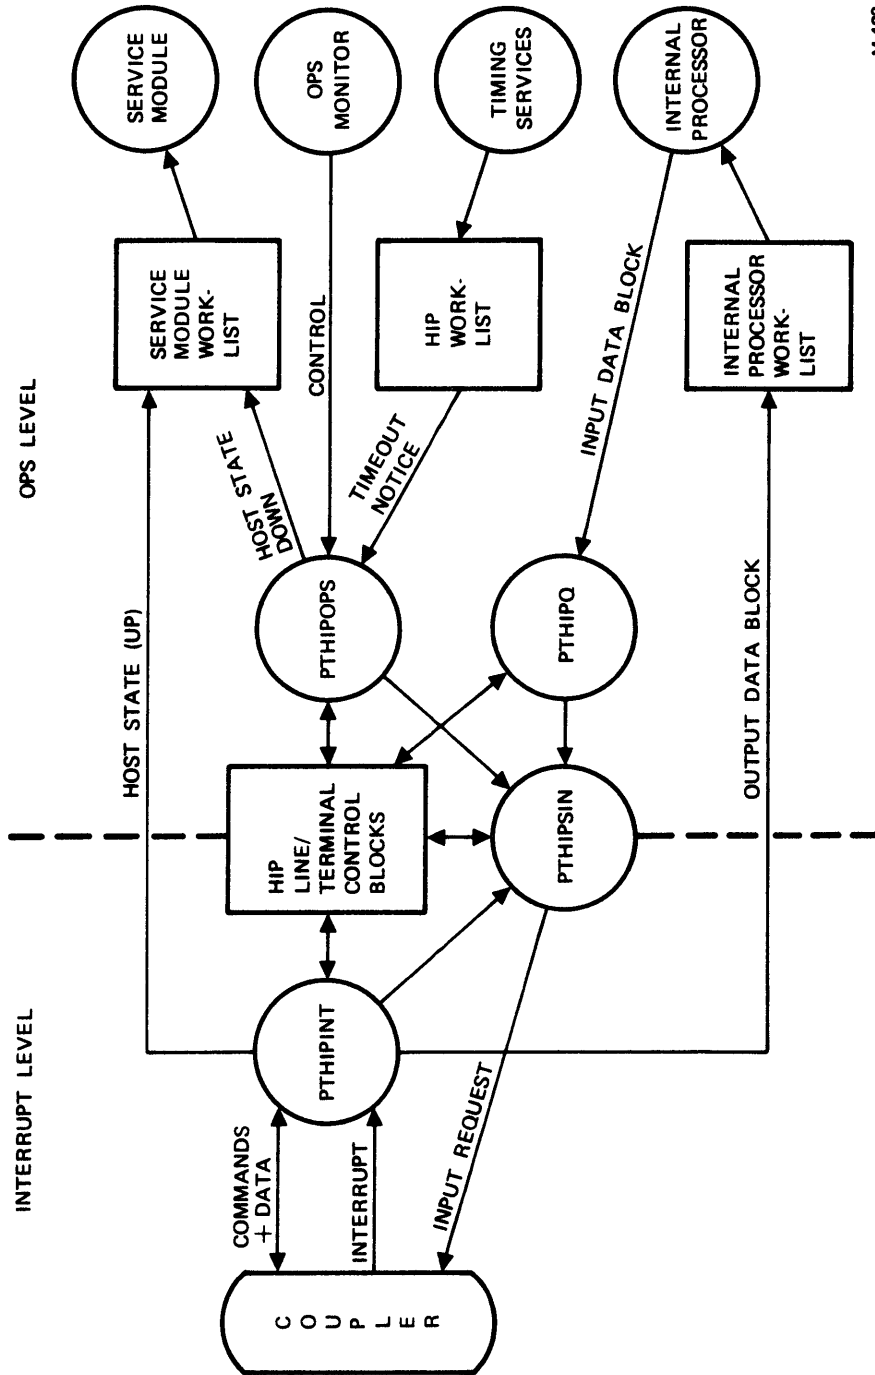 INTERRUPT LEVEL
OPS LEVEL
HOST STATE (UP)
SERVICE
MODULE
WORK-
LIST
SERVICE
MODULE
HOST STATE
DOWN
COUPLER
COMMANDS
+ DATA
INTERRUPT
PTHIPINT
HIP
LINE/
TERMINAL
CONTROL
BLOCKS
PTHIPOPS
CONTROL
OPS
MONITOR
TIMEOUT
NOTICE
HIP
WORK-
LIST
TIMING
SERVICES
INPUT REQUEST
PTHIPSIN
PTHIPQ
INPUT DATA BLOCK
INTERNAL
PROCESSOR
OUTPUT DATA BLOCK
INTERNAL
PROCESSOR
WORK-
LIST